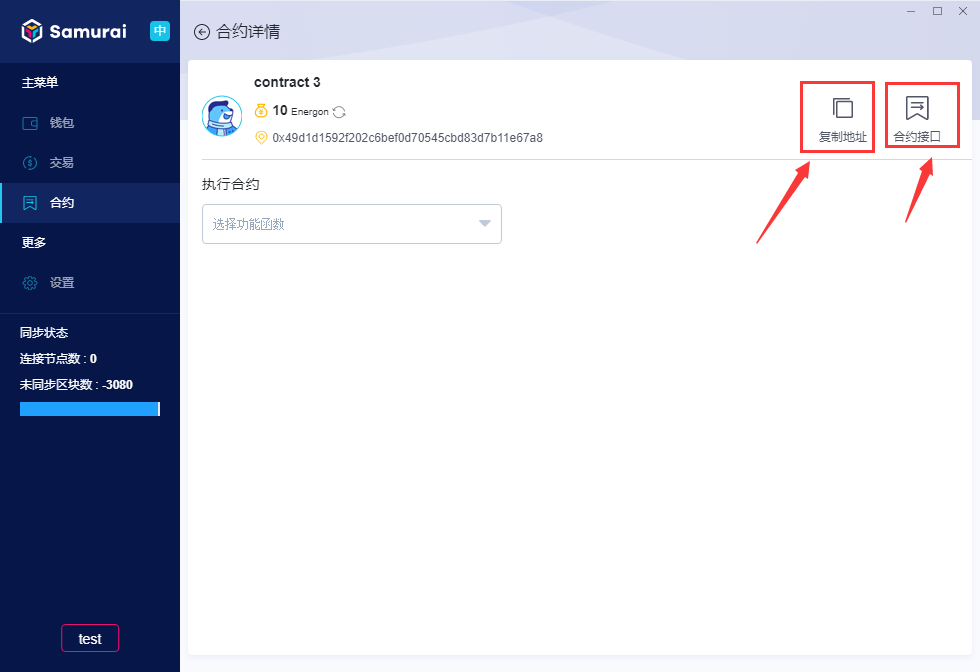 Samurai
中
主菜单
钱包
交易
合约
更多
设置
同步状态
连接节点数 : 0
未同步区块数 : -3080
test
合约详情
contract 3
10 Energon
0x49d1d1592f202c6bef0d70545cbd83d7b11e67a8
复制地址
合约接口
执行合约
选择功能函数